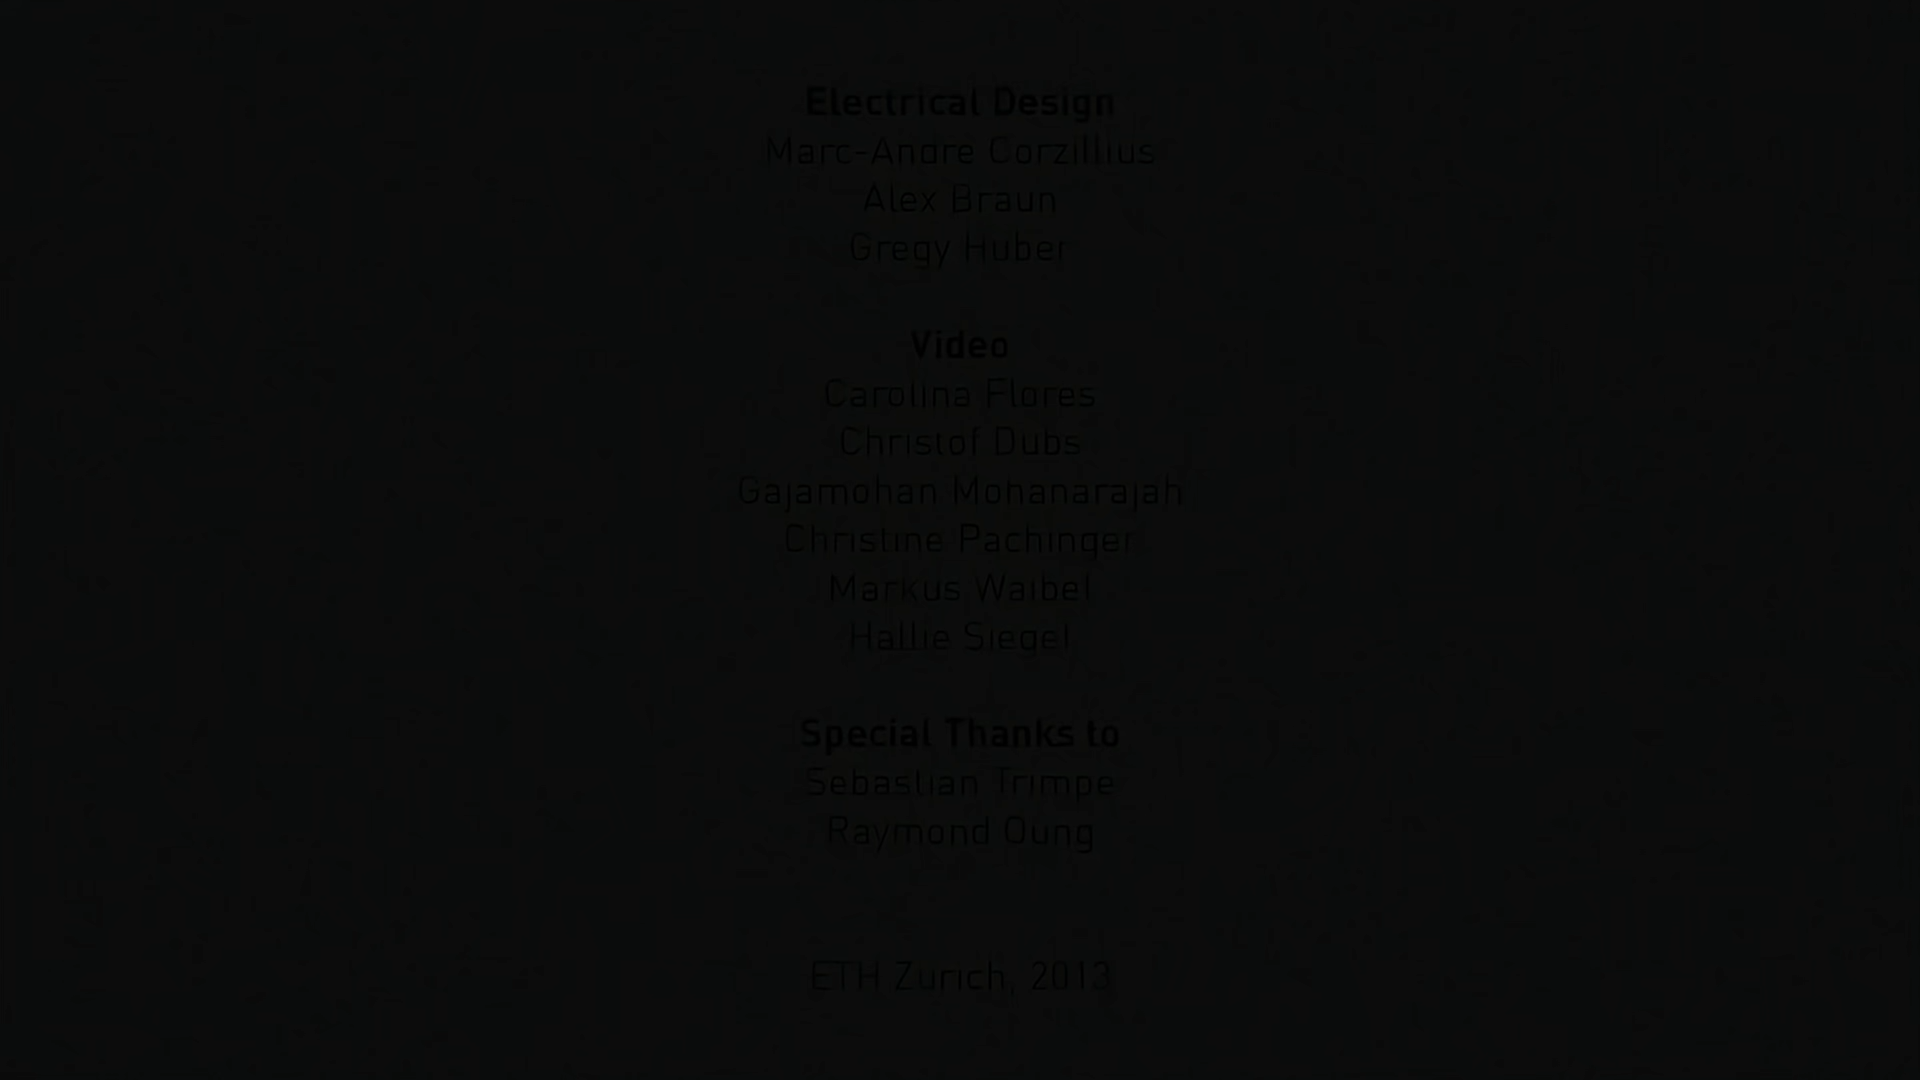 Electrical Design
Marc-Andre Corzillius
Alex Braun
Gregy Huber
Video
Carolina Flores
Christof Dubs
Gajamohan Mohanarajah
Christine Pachinger
Markus Waibel
Hallie Siegel
Special Thanks to
Sebastian Trimpe
Raymond Oung
ETH Zurich, 2013